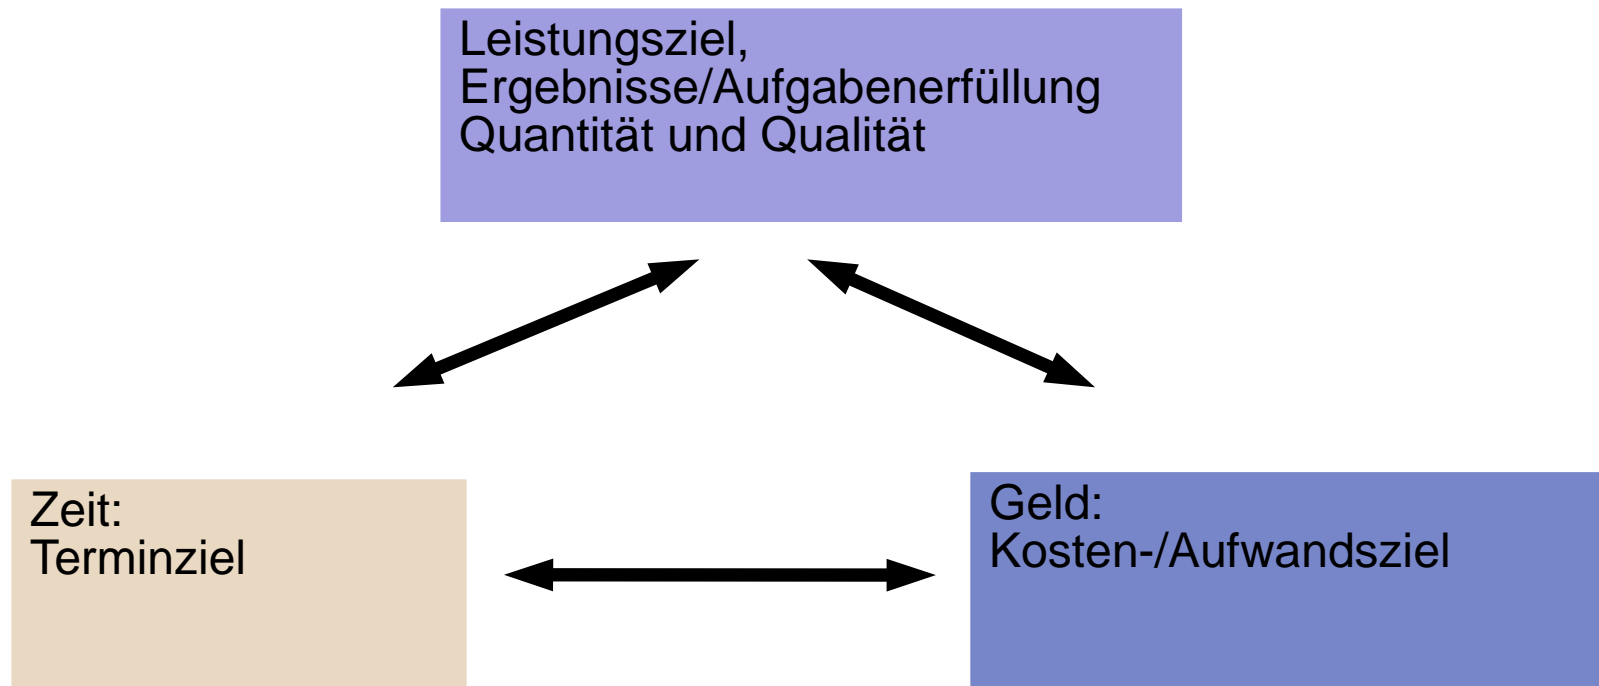 Leistungsziel,
Ergebnisse/Aufgabenerfüllung
Quantität und Qualität
Zeit:
Terminziel
Geld:
Kosten-/Aufwandsziel